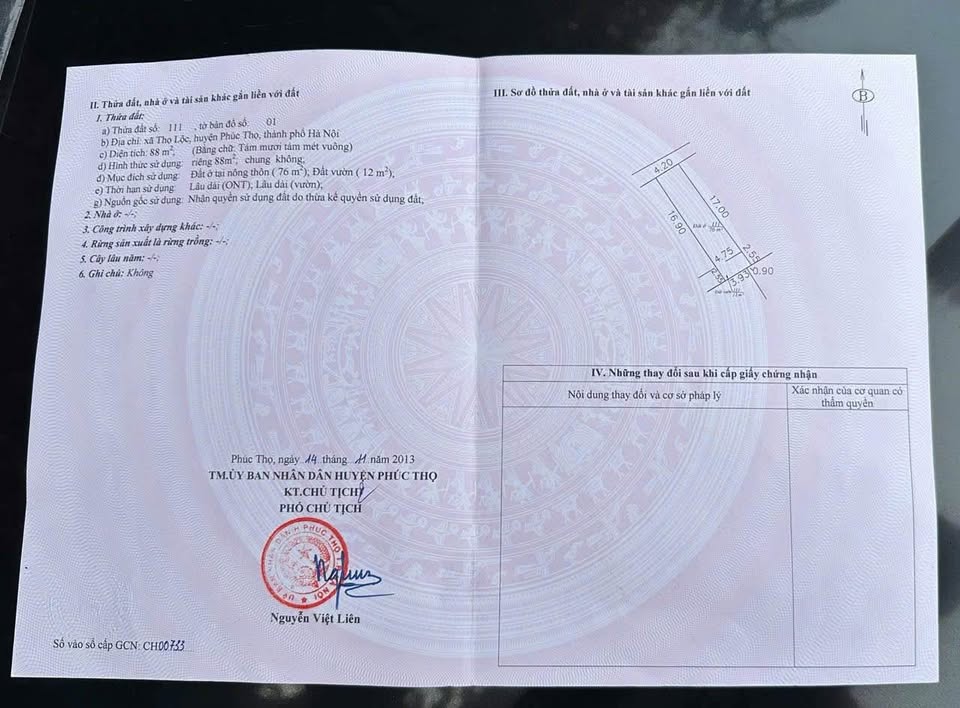 II. Thửa đất, nhà ở và tài sản khác gắn liền với đất
1. Thửa đất:
a) Thửa đất số: 111 , tờ bản đồ số: 01
b) Địa chỉ: xã Thọ Lộc, huyện Phúc Thọ, thành phố Hà Nội
c) Diện tích: 88 m², (Bằng chữ: Tám mươi tám mét vuông)
d) Hình thức sử dụng: riêng 88m², chung không;
đ) Mục đích sử dụng: Đất ở tại nông thôn ( 76 m²); Đất vườn ( 12 m²);
e) Thời hạn sử dụng: Lâu dài (ONT); Lâu dài (vườn);
g) Nguồn gốc sử dụng: Nhận quyền sử dụng đất do thừa kế quyền sử dụng đất;
2. Nhà ở: -/-;
3. Công trình xây dựng khác: -/-;
4. Rừng sản xuất là rừng trồng: -/-;
5. Cây lâu năm: -/-;
6. Ghi chú: Không
Phúc Thọ, ngày 14 tháng 11 năm 2013
TM.ỦY BAN NHÂN DÂN HUYỆN PHÚC THỌ
KT.CHỦ TỊCH
PHÓ CHỦ TỊCH
Nguyễn Việt Liên
Số vào sổ cấp GCN: CH00733
III. Sơ đồ thửa đất, nhà ở và tài sản khác gắn liền với đất
B
4.20
17.00
16.90
Đất ở
2.55
4.75
3.93
0.90
IV. Những thay đổi sau khi cấp giấy chứng nhận
Nội dung thay đổi và cơ sở pháp lý
Xác nhận của cơ quan có
thẩm quyền